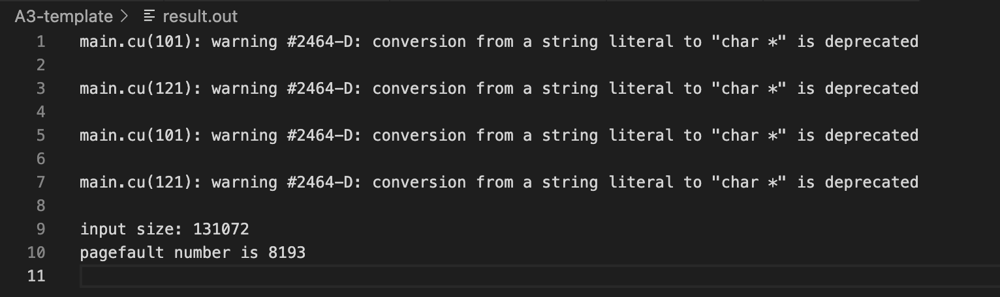 A3-template > result.out
1 main.cu(101): warning #2464-D: conversion from a string literal to "char *" is deprecated
2
3 main.cu(121): warning #2464-D: conversion from a string literal to "char *" is deprecated
4
5 main.cu(101): warning #2464-D: conversion from a string literal to "char *" is deprecated
6
7 main.cu(121): warning #2464-D: conversion from a string literal to "char *" is deprecated
8
9 input size: 131072
10 pagefault number is 8193
11